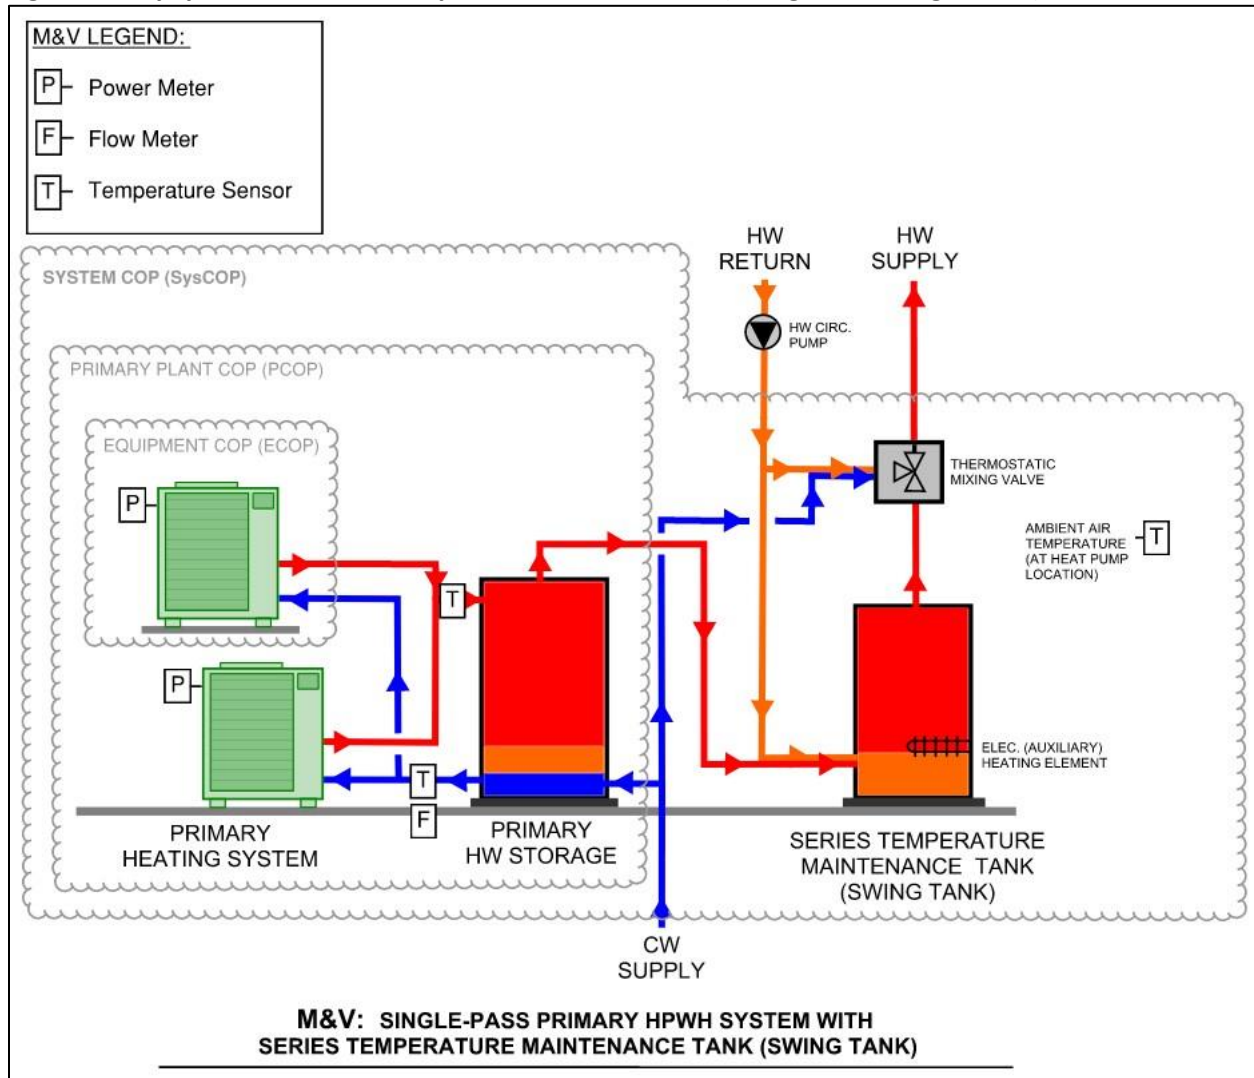 M&V LEGEND:
P Power Meter
F Flow Meter
T Temperature Sensor
HW
RETURN
HW
SUPPLY
SYSTEM COP (SysCOP)
HW CIRC.
PUMP
PRIMARY PLANT COP (PCOP)
EQUIPMENT COP (ECOP)
P
THERMOSTATIC
MIXING VALVE
AMBIENT AIR
TEMPERATURE
(AT HEAT PUMP
LOCATION)
T
T
P
ELEC. (AUXILIARY)
HEATING ELEMENT
T
F
PRIMARY
HEATING SYSTEM
PRIMARY
HW STORAGE
SERIES TEMPERATURE
MAINTENANCE TANK
(SWING TANK)
CW
SUPPLY
M&V: SINGLE-PASS PRIMARY HPWH SYSTEM WITH
SERIES TEMPERATURE MAINTENANCE TANK (SWING TANK)